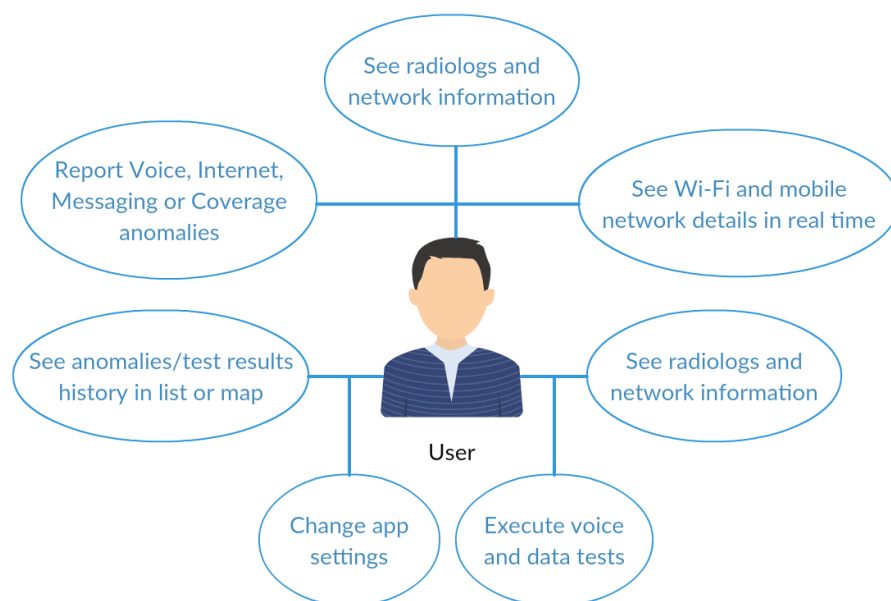 See radiologs and
network information
Report Voice, Internet,
Messaging or Coverage
anomalies
See Wi-Fi and mobile
network details in real time
See anomalies/test results
history in list or map
See radiologs and
network information
User
Change app
settings
Execute voice
and data tests